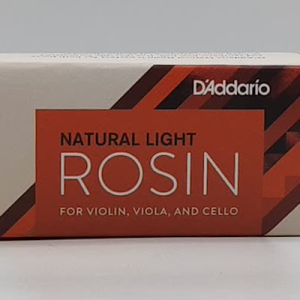 D'Addario
NATURAL LIGHT
ROSIN
FOR VIOLIN, VIOLA, AND CELLO